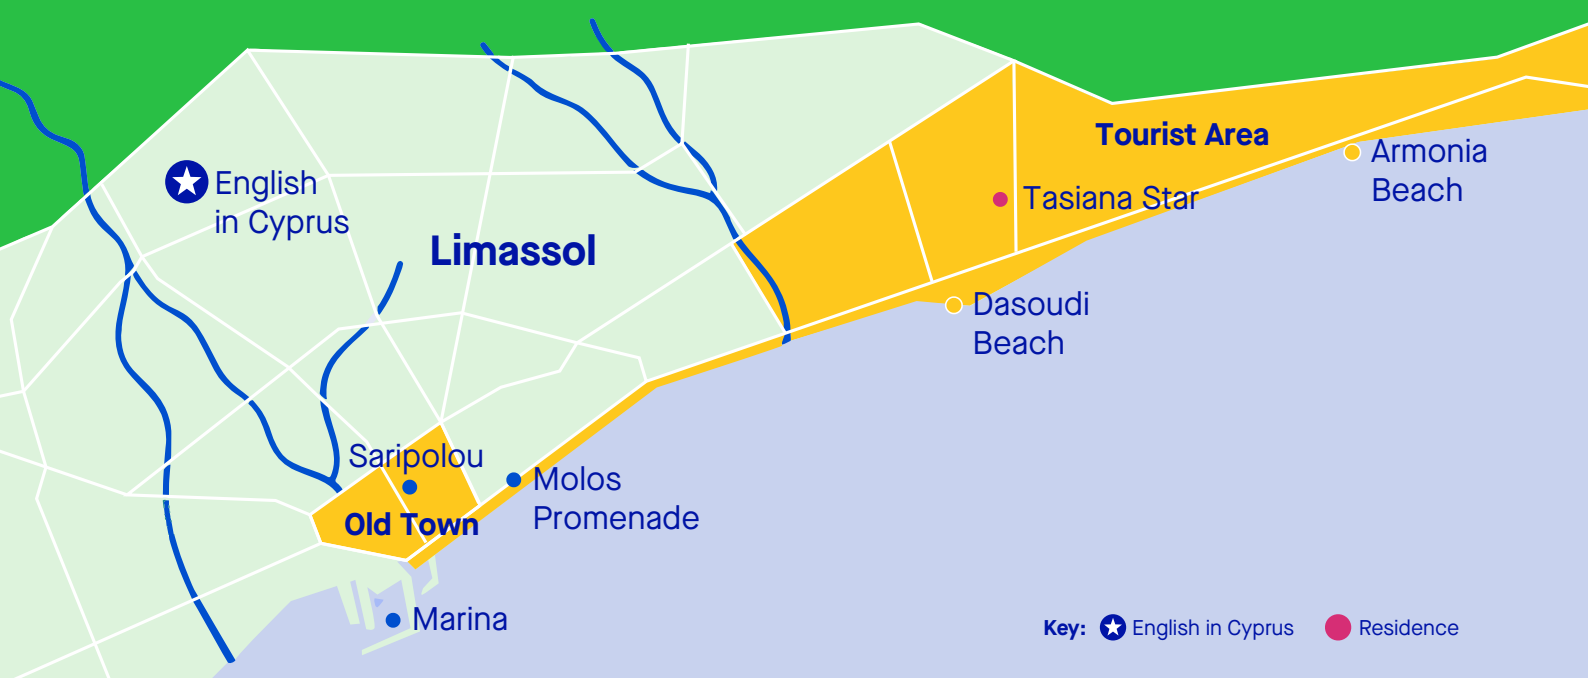 Tourist Area
Armonia
Beach
English
in Cyprus
Tasiana Star
Limassol
Dasoudi
Beach
Saripolou
Molos
Promenade
Old Town
Marina
Key: English in Cyprus Residence